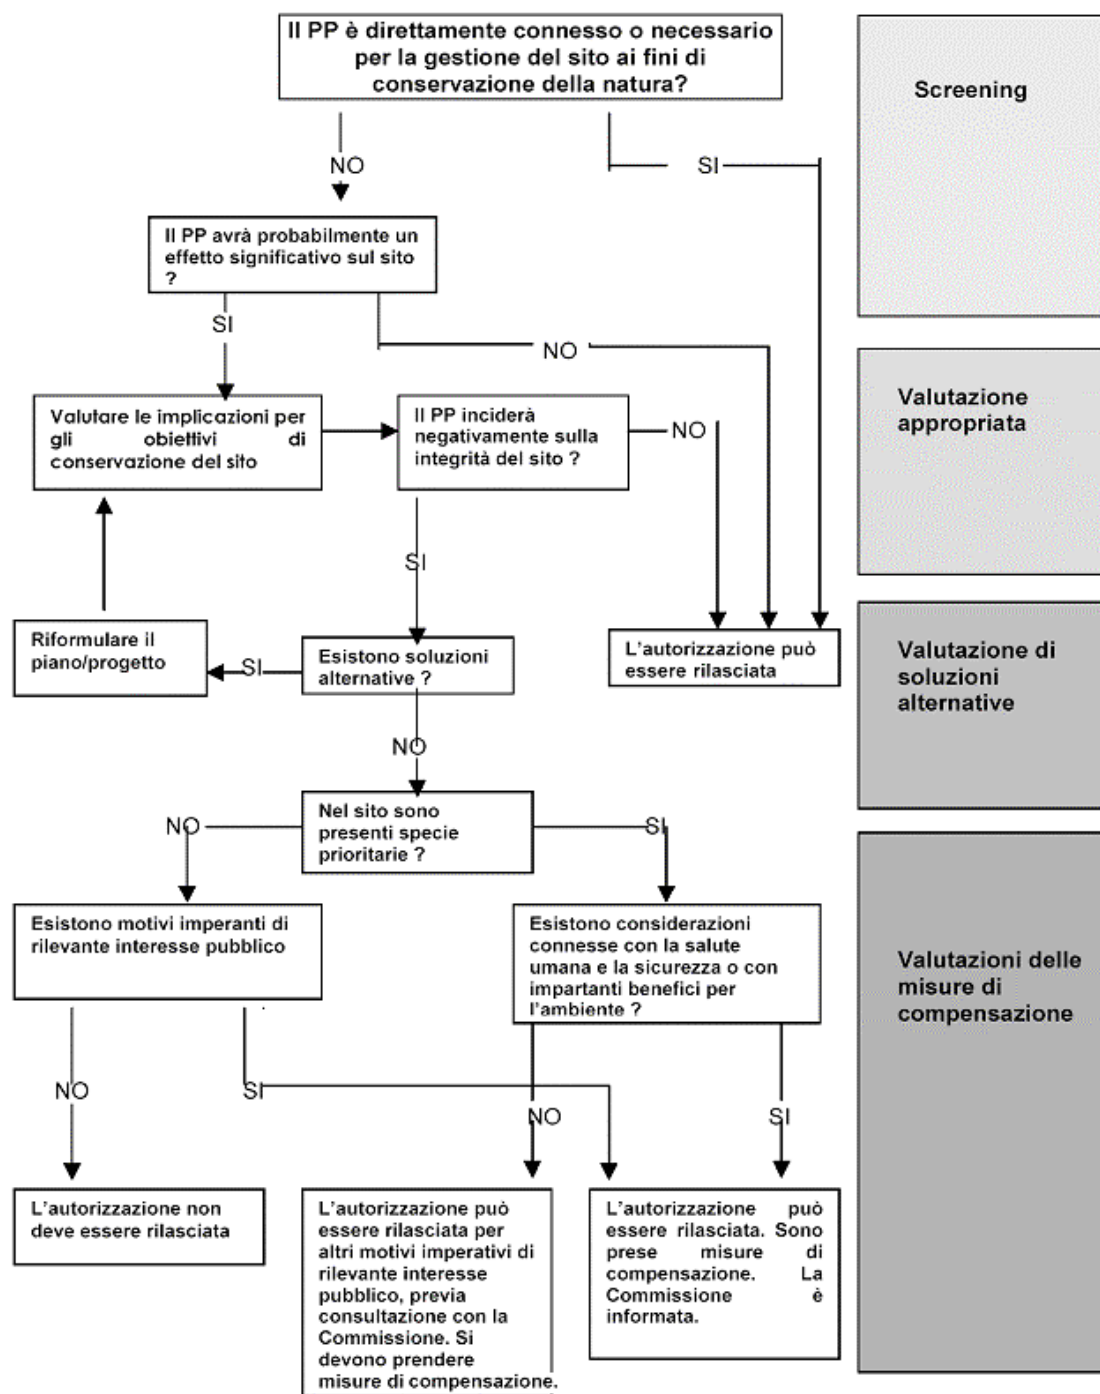 Il PP è direttamente connesso o necessario
per la gestione del sito ai fini di
conservazione della natura?
Screening
NO
SI
Il PP avrà probabilmente un
effetto significativo sul sito
?
SI
NO
Valutare le implicazioni per
gli obiettivi di
conservazione del sito
Il PP inciderà
negativamente sulla
integrità del sito ?
NO
Valutazione
appropriata
SI
Riformulare il
piano/progetto
SI
Esistono soluzioni
alternative ?
L'autorizzazione può
essere rilasciata
Valutazione di
soluzioni
alternative
NO
Nel sito sono
presenti specie
prioritarie ?
NO
SI
Esistono motivi imperanti di
rilevante interesse pubblico
Esistono considerazioni
connesse con la salute
umana e la sicurezza o con
impartanti benefici per
l'ambiente ?
Valutazioni delle
misure di
compensazione
NO
SI
NO
SI
L'autorizzazione non
deve essere rilasciata
L'autorizzazione può
essere rilasciata per
altri motivi imperativi di
rilevante interesse
pubblico, previa
consultazione con la
Commissione. Si
devono prendere
misure di compensazione.
L'autorizzazione può
essere rilasciata. Sono
prese misure di
compensazione. La
Commissione è
informata.